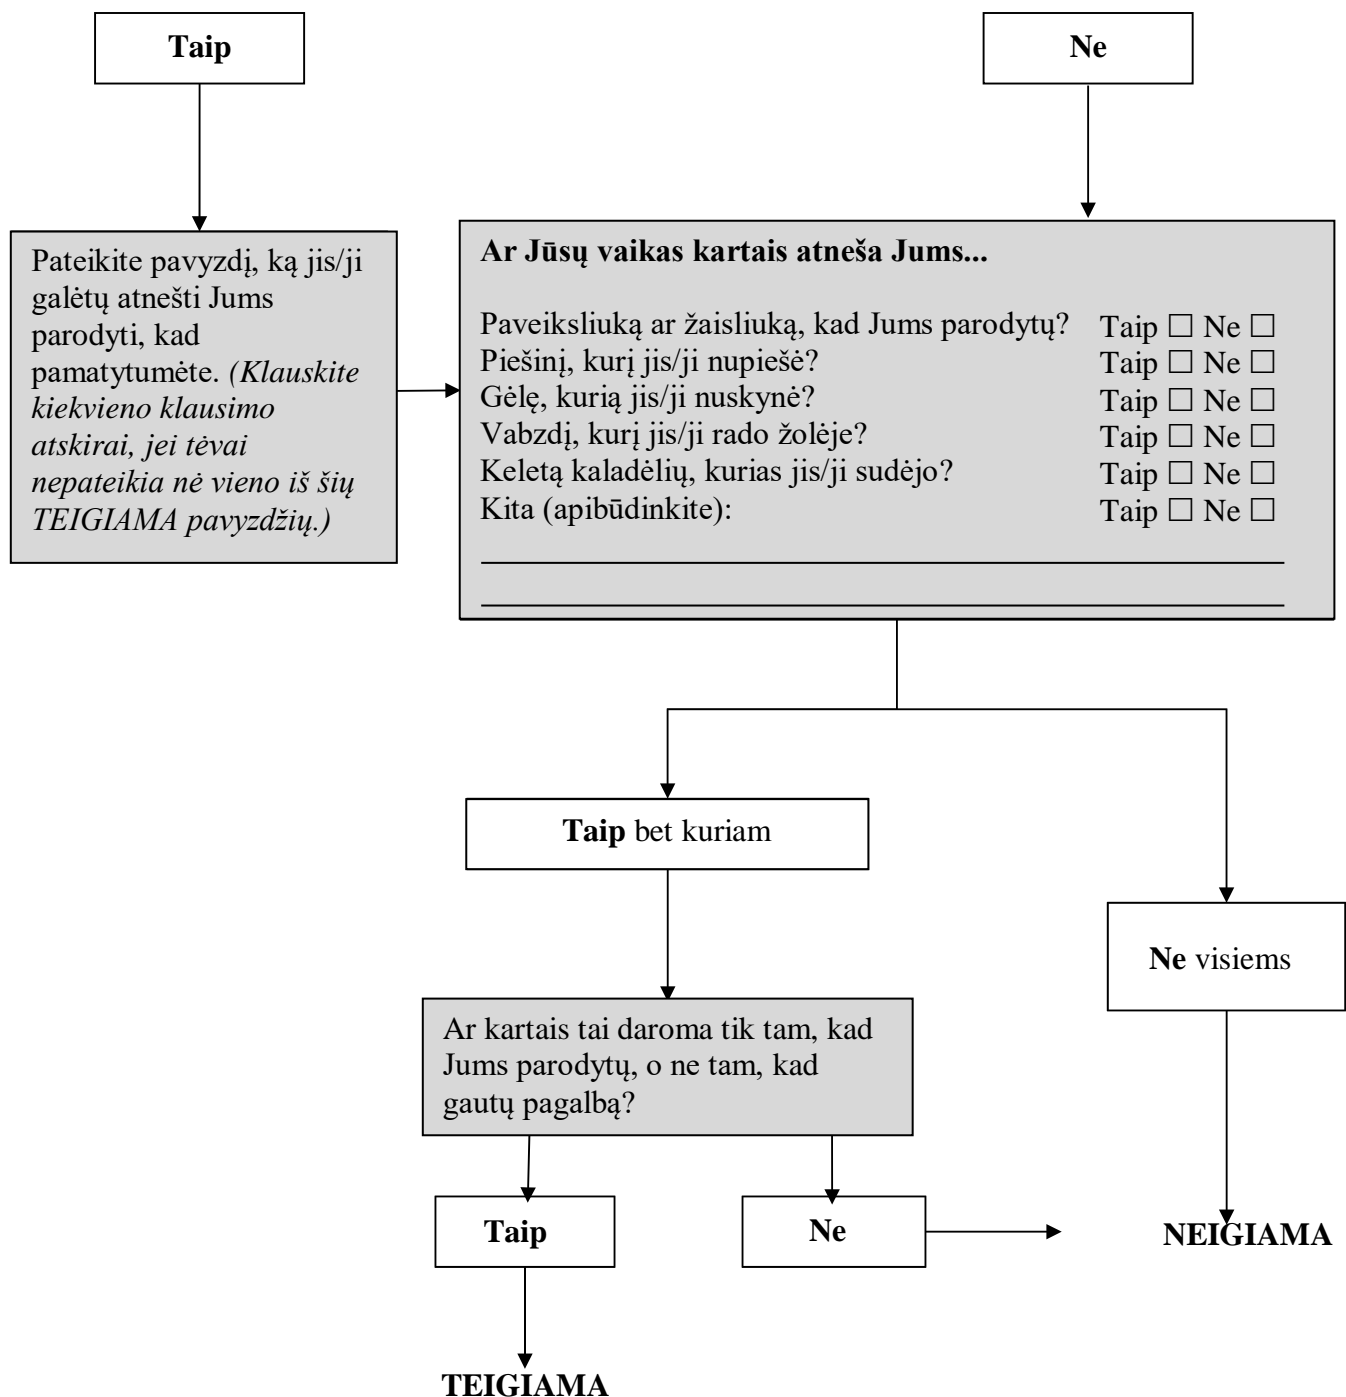 Taip
Ne
Pateikite pavyzdį, ką jis/ji
galėtų atnešti Jums
parodyti, kad
pamatytumėte. (Klauskite
kiekvieno klausimo
atskirai, jei tėvai
nepateikia nė vieno iš šių
TEIGIAMA pavyzdžių.)
Ar Jūsų vaikas kartais atneša Jums...
Paveiksliuką ar žaisliuką, kad Jums parodytų? Taip □ Ne □
Piešinį, kurį jis/ji nupiešė? Taip □ Ne □
Gėlę, kurią jis/ji nuskynė? Taip □ Ne □
Vabzdį, kurį jis/ji rado žolėje? Taip □ Ne □
Keletą kaladėlių, kurias jis/ji sudėjo? Taip □ Ne □
Kita (apibūdinkite): Taip □ Ne □
Taip bet kuriam
Ne visiems
Ar kartais tai daroma tik tam, kad
Jums parodytų, o ne tam, kad
gautų pagalbą?
Taip
Ne
NEIGIAMA
TEIGIAMA